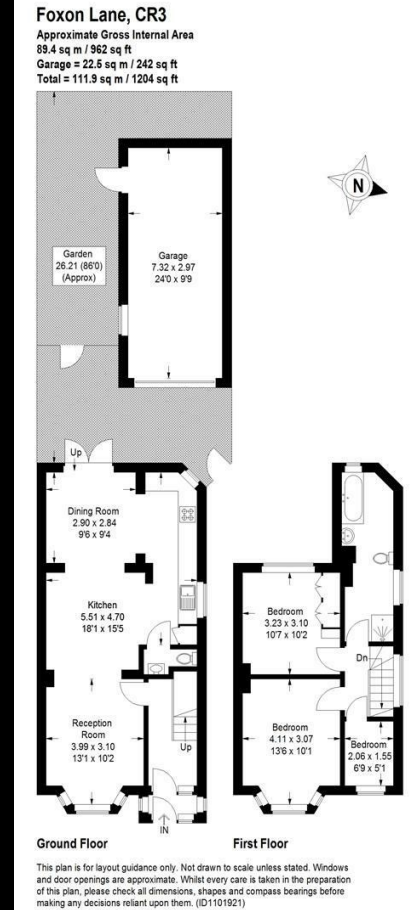 Foxon Lane, CR3
Approximate Gross Internal Area
89.4 sq m / 962 sq ft
Garage = 22.5 sq m / 242 sq ft
Total = 111.9 sq m / 1204 sq ft
N
Garden
26.21 (86'0)
(Approx)
Garage
7.32 x 2.97
24'0 x 9'9
Up
Dining Room
2.90 x 2.84
9'6 x 9'4
Kitchen
5.51 x 4.70
18'1 x 15'5
Reception
Room
3.99 x 3.10
13'1 x 10'2
Up
IN
Bedroom
3.23 x 3.10
10'7 x 10'2
Dn
Bedroom
4.11 x 3.07
13'6 x 10'1
Bedroom
2.06 x 1.55
6'9 x 5'1
Ground Floor
First Floor
This plan is for layout guidance only. Not drawn to scale unless stated. Windows
and door openings are approximate. Whilst every care is taken in the preparation
of this plan, please check all dimensions, shapes and compass bearings before
making any decisions reliant upon them. (ID1101921)